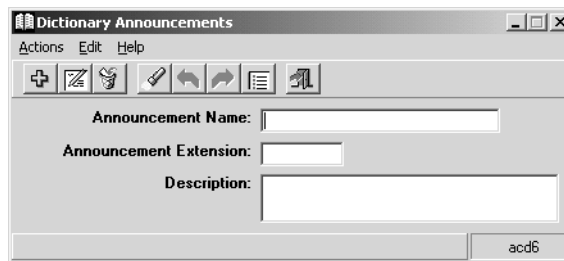 Dictionary Announcements
Actions Edit Help
Announcement Name:
Announcement Extension:
Description:
acd6